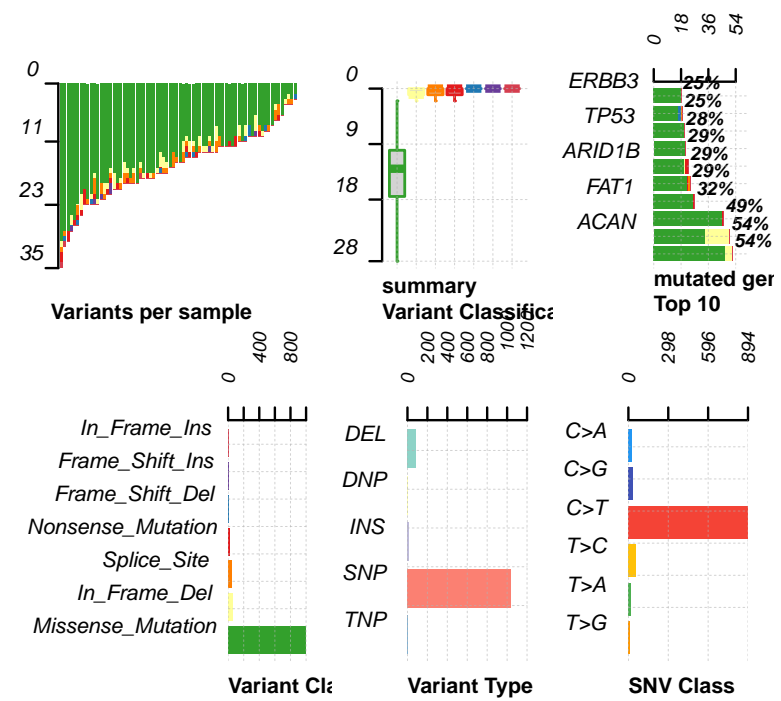 0
11
23
35
Variants per sample
0
9
18
28
summary
Variant Classifica
0 18 36 54
ERBB3
TP53
ARID1B
FAT1
ACAN
25%
25%
28%
29%
29%
29%
32%
49%
54%
54%
mutated gen
Top 10
0 400 800
In_Frame_Ins
Frame_Shift_Ins
Frame_Shift_Del
Nonsense_Mutation
Splice_Site
In_Frame_Del
Missense_Mutation
Variant Cla
0 200 400 600 800 1000 1200
DEL
DNP
INS
SNP
TNP
Variant Type
0 298 596 894
C>A
C>G
C>T
T>C
T>A
T>G
SNV Class